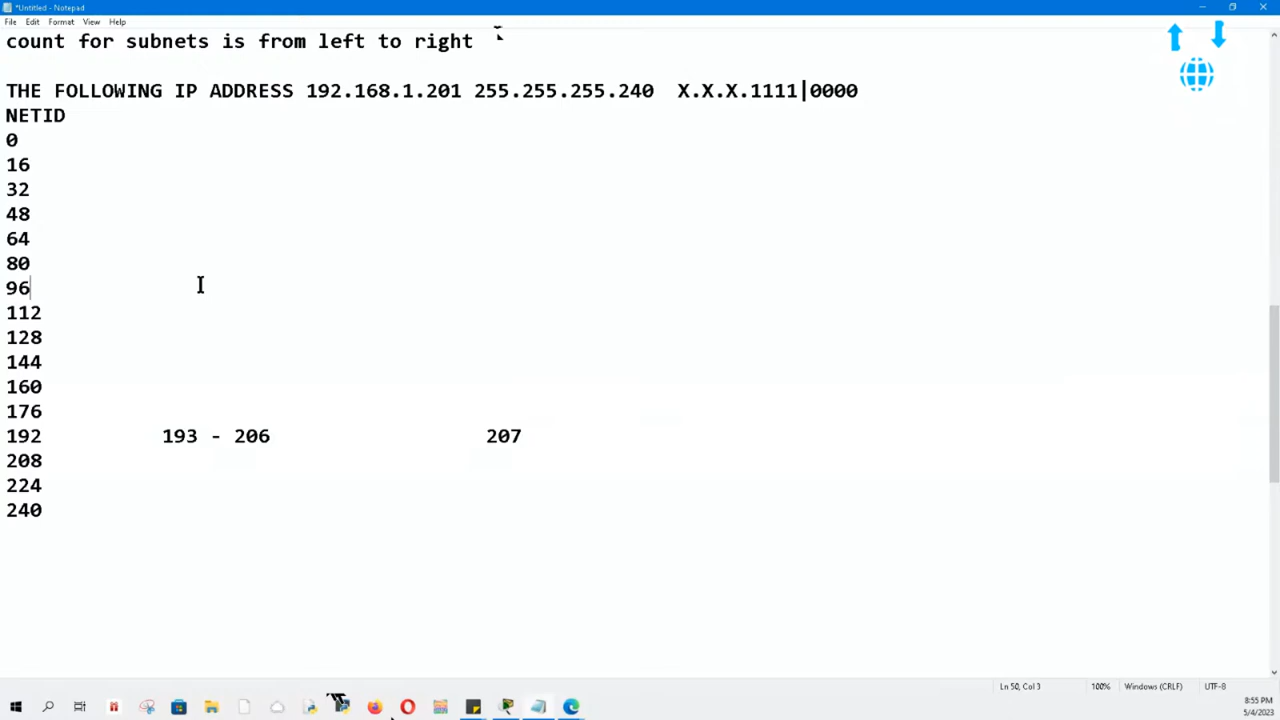 *Untitled - Notepad
File Edit Format View Help
count for subnets is from left to right
THE FOLLOWING IP ADDRESS 192.168.1.201 255.255.255.240 X.X.X.1111|0000
NETID
0
16
32
48
64
80
96
112
128
144
160
176
192 193 - 206 207
208
224
240
Ln 50, Col 3 100% Windows (CRLF) UTF-8
8:55 PM
5/4/2023